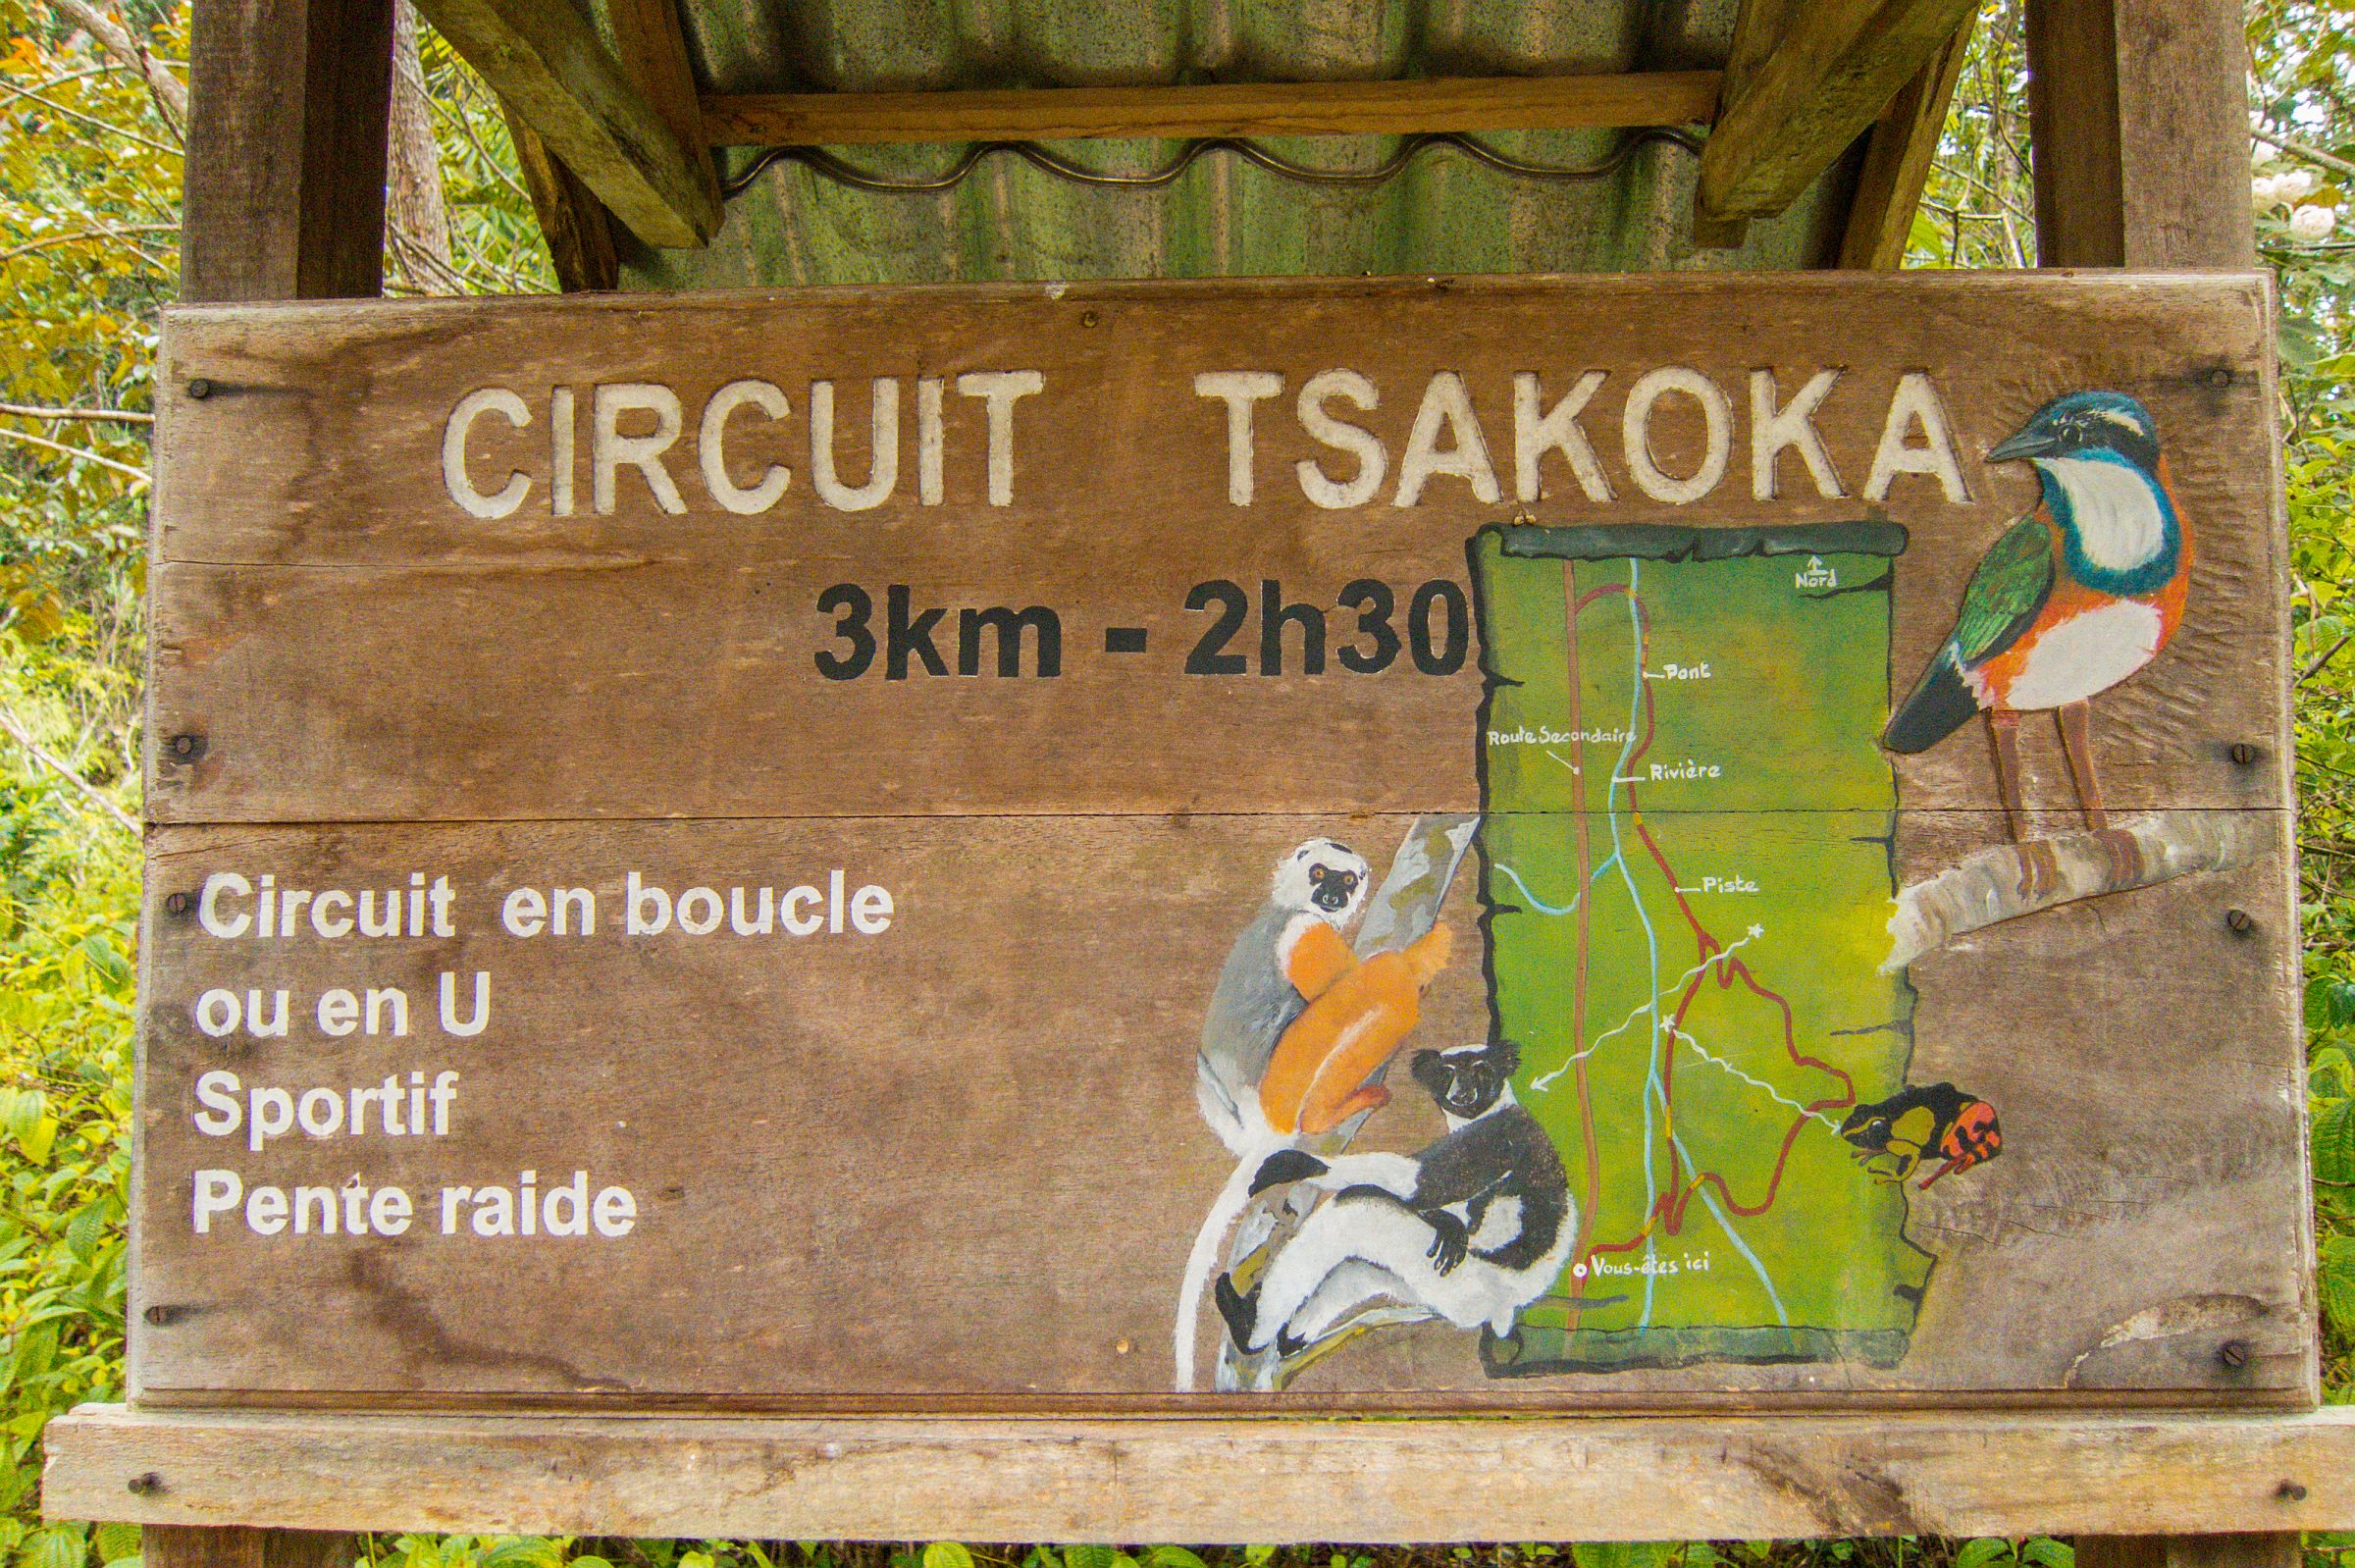 CIRCUIT TSAKOKA
3km - 2h30
Circuit en boucle
ou en U
Sportif
Pente raide
Nord
Pont
Route Secondaire
Rivière
Piste
Vous-êtes ici